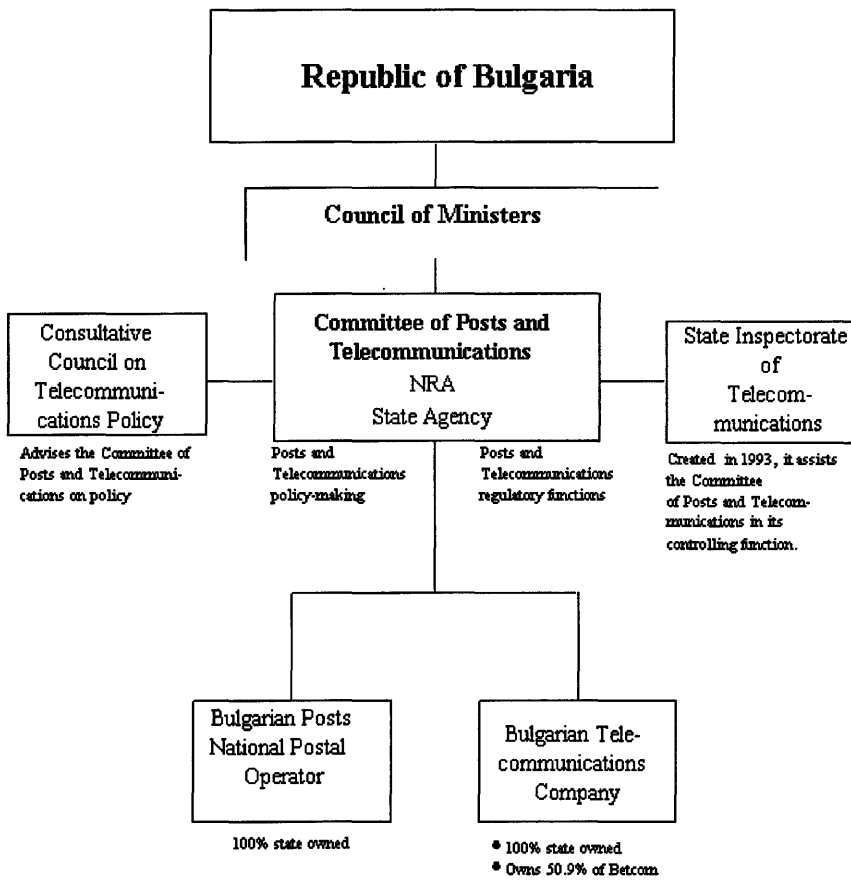 Republic of Bulgaria
Council of Ministers
Consultative
Council on
Telecommuni-
cations Policy
Advises the Committee of
Posts and Telecommuni-
cations on policy
Committee of Posts and
Telecommunications
NRA
State Agency
Posts and
Telecommunications
policy-making
Posts and
Telecommunications
regulatory functions
State Inspectorate
of
Telecom-
munications
Created in 1993, it assists
the Committee
of Posts and Telecom-
munications in its
controlling function.
Bulgarian Posts
National Postal
Operator
100% state owned
Bulgarian Tele-
communications
Company
• 100% state owned
• Owns 50.9% of Betcom